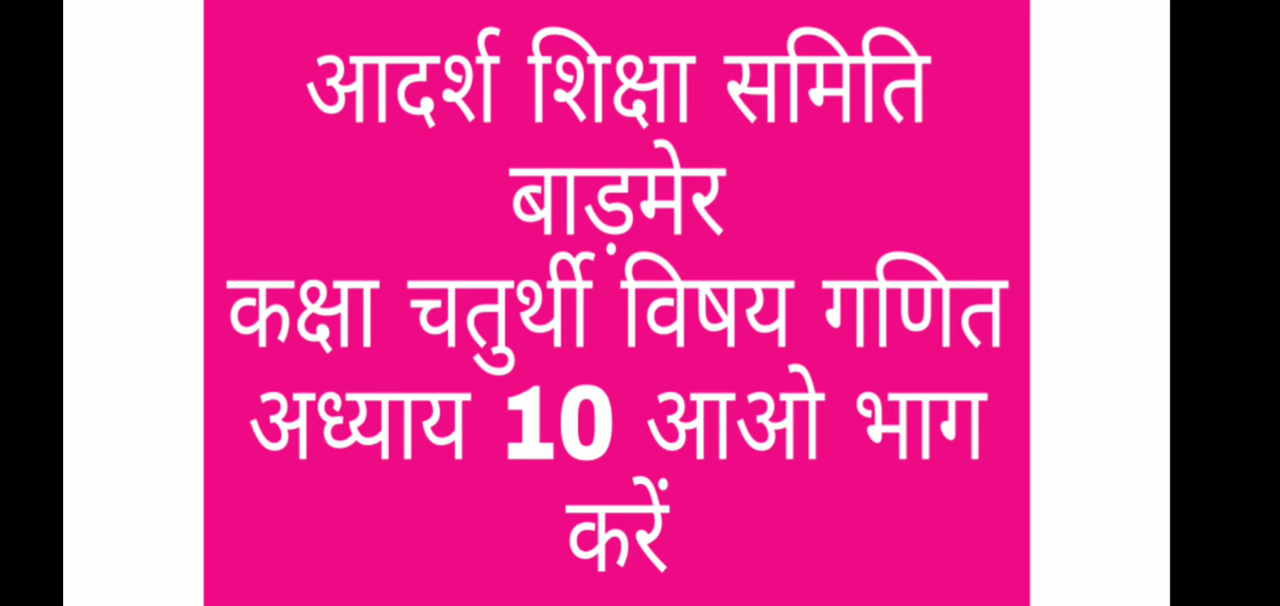 आदर्श शिक्षा समिति
बाड़मेर
कक्षा चतुर्थी विषय गणित
अध्याय 10 आओ भाग
करें